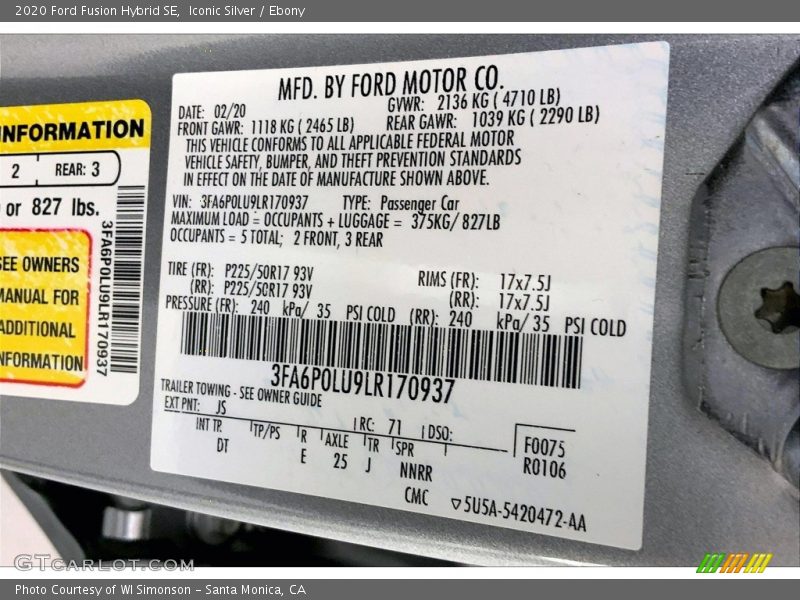 2020 Ford Fusion Hybrid SE,  Iconic Silver / Ebony
INFORMATION
2 REAR: 3
or 827 lbs.
SEE OWNERS
MANUAL FOR
ADDITIONAL
INFORMATION
3FA6P0LU9LR170937
MFD. BY FORD MOTOR CO.
DATE: 02/20 GVWR: 2136 KG ( 4710 LB)
FRONT GAWR: 1118 KG ( 2465 LB) REAR GAWR: 1039 KG ( 2290 LB)
THIS VEHICLE CONFORMS TO ALL APPLICABLE FEDERAL MOTOR
VEHICLE SAFETY, BUMPER, AND THEFT PREVENTION STANDARDS
IN EFFECT ON THE DATE OF MANUFACTURE SHOWN ABOVE.
VIN: 3FA6P0LU9LR170937 TYPE: Passenger Car
MAXIMUM LOAD = OCCUPANTS + LUGGAGE = 375KG/ 827LB
OCCUPANTS = 5 TOTAL; 2 FRONT, 3 REAR
TIRE (FR): P225/50R17 93V RIMS (FR): 17x7.5J
(RR): P225/50R17 93V (RR): 17x7.5J
PRESSURE (FR): 240 kPa/ 35 PSI COLD (RR): 240 kPa/ 35 PSI COLD
3FA6P0LU9LR170937
TRAILER TOWING - SEE OWNER GUIDE
EXT PNT: JS RC: 71 DSO:
INT TR TP/PS R AXLE TR SPR F0075
DT E 25 J NNRR R0106
CMC ▽5U5A-5420472-AA
GTCarLot.com
Photo Courtesy of WI Simonson – Santa Monica, CA